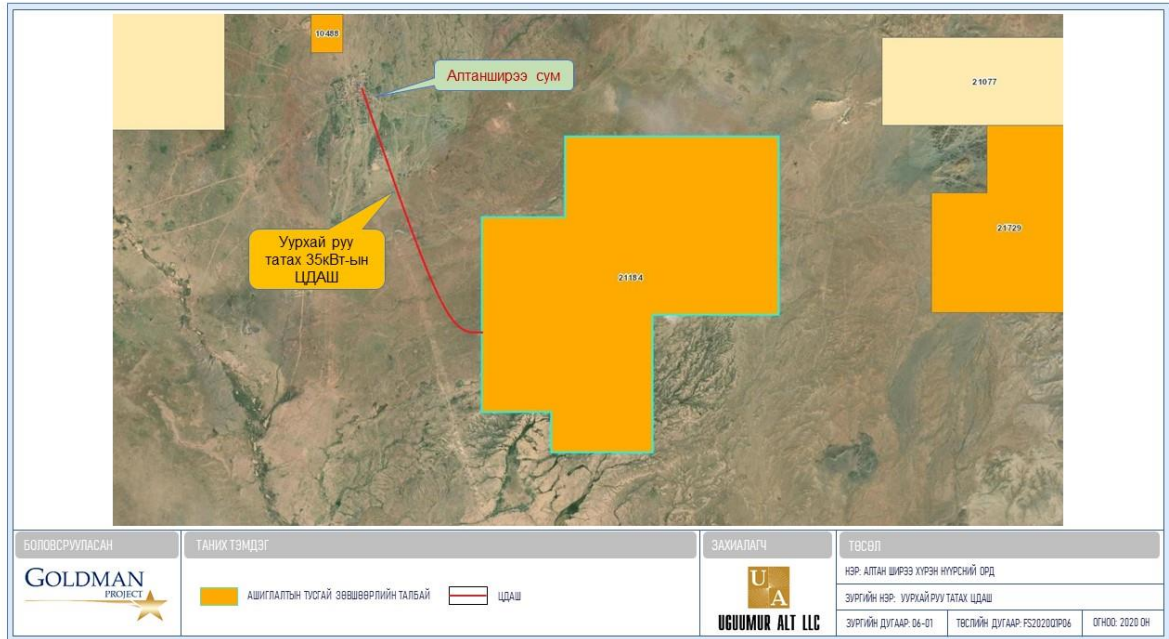 10488
Алтанширээ сум
21077
Уурхай руу
татах 35кВт-ын
ЦДАШ
21184
21729
БОЛОВСРУУЛАСАН
GOLDMAN
PROJECT
ТАНИХ ТЭМДЭГ
АШИГЛАЛТЫН ТУСГАЙ ЗӨВШӨӨРЛИЙН ТАЛБАЙ
ЦДАШ
ЗАХИАЛАГЧ
U
A
UGUUMUR ALT LLC
ТӨСӨЛ
НЭР: АЛТАН ШИРЭЭ ХҮРЭН НҮҮРСНИЙ ОРД
ЗУРГИЙН НЭР: УУРХАЙ РУУ ТАТАХ ЦДАШ
ЗУРГИЙН ДУГААР: 06-01
ТӨСЛИЙН ДУГААР: FS2020Q1P06
ОГНОО: 2020 ОН